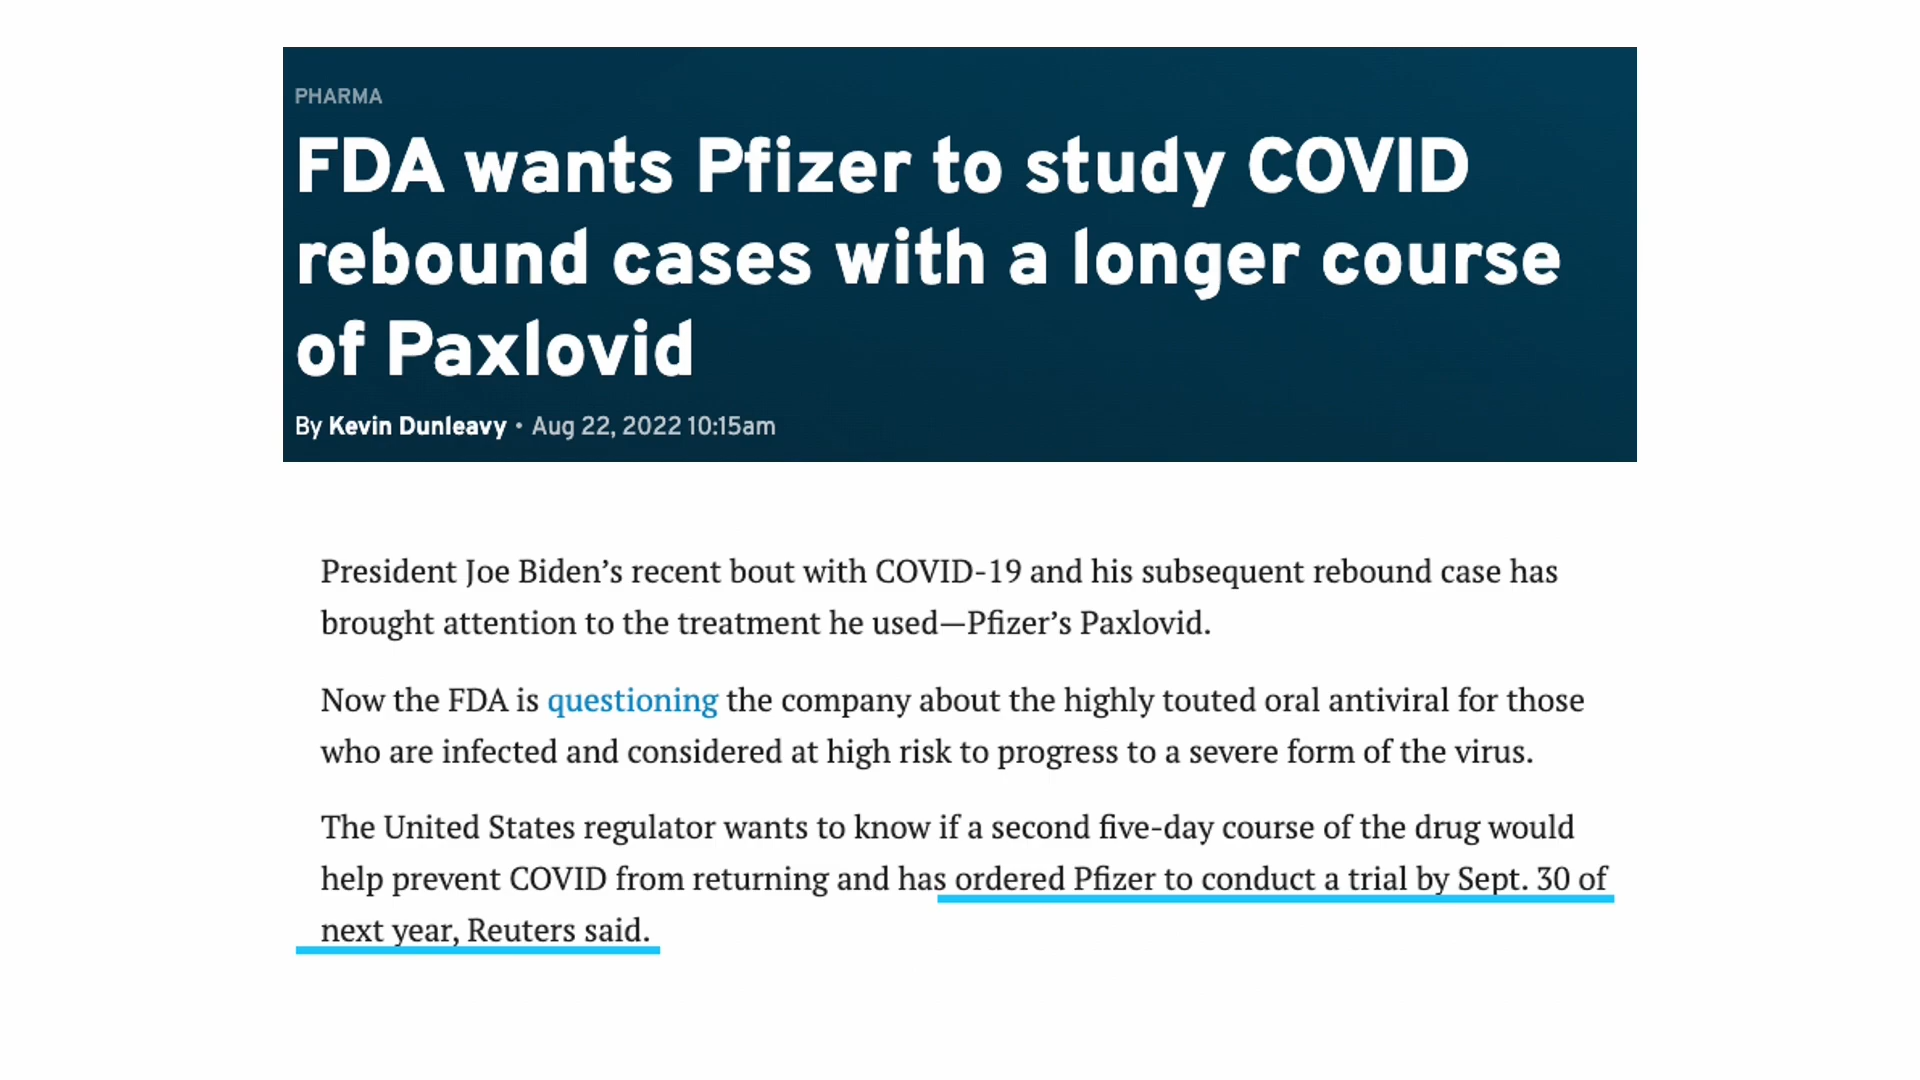 PHARMA
FDA wants Pfizer to study COVID
rebound cases with a longer course
of Paxlovid
By Kevin Dunleavy • Aug 22, 2022 10:15am
President Joe Biden’s recent bout with COVID-19 and his subsequent rebound case has
brought attention to the treatment he used—Pfizer’s Paxlovid.
Now the FDA is questioning the company about the highly touted oral antiviral for those
who are infected and considered at high risk to progress to a severe form of the virus.
The United States regulator wants to know if a second five-day course of the drug would
help prevent COVID from returning and has ordered Pfizer to conduct a trial by Sept. 30 of
next year, Reuters said.